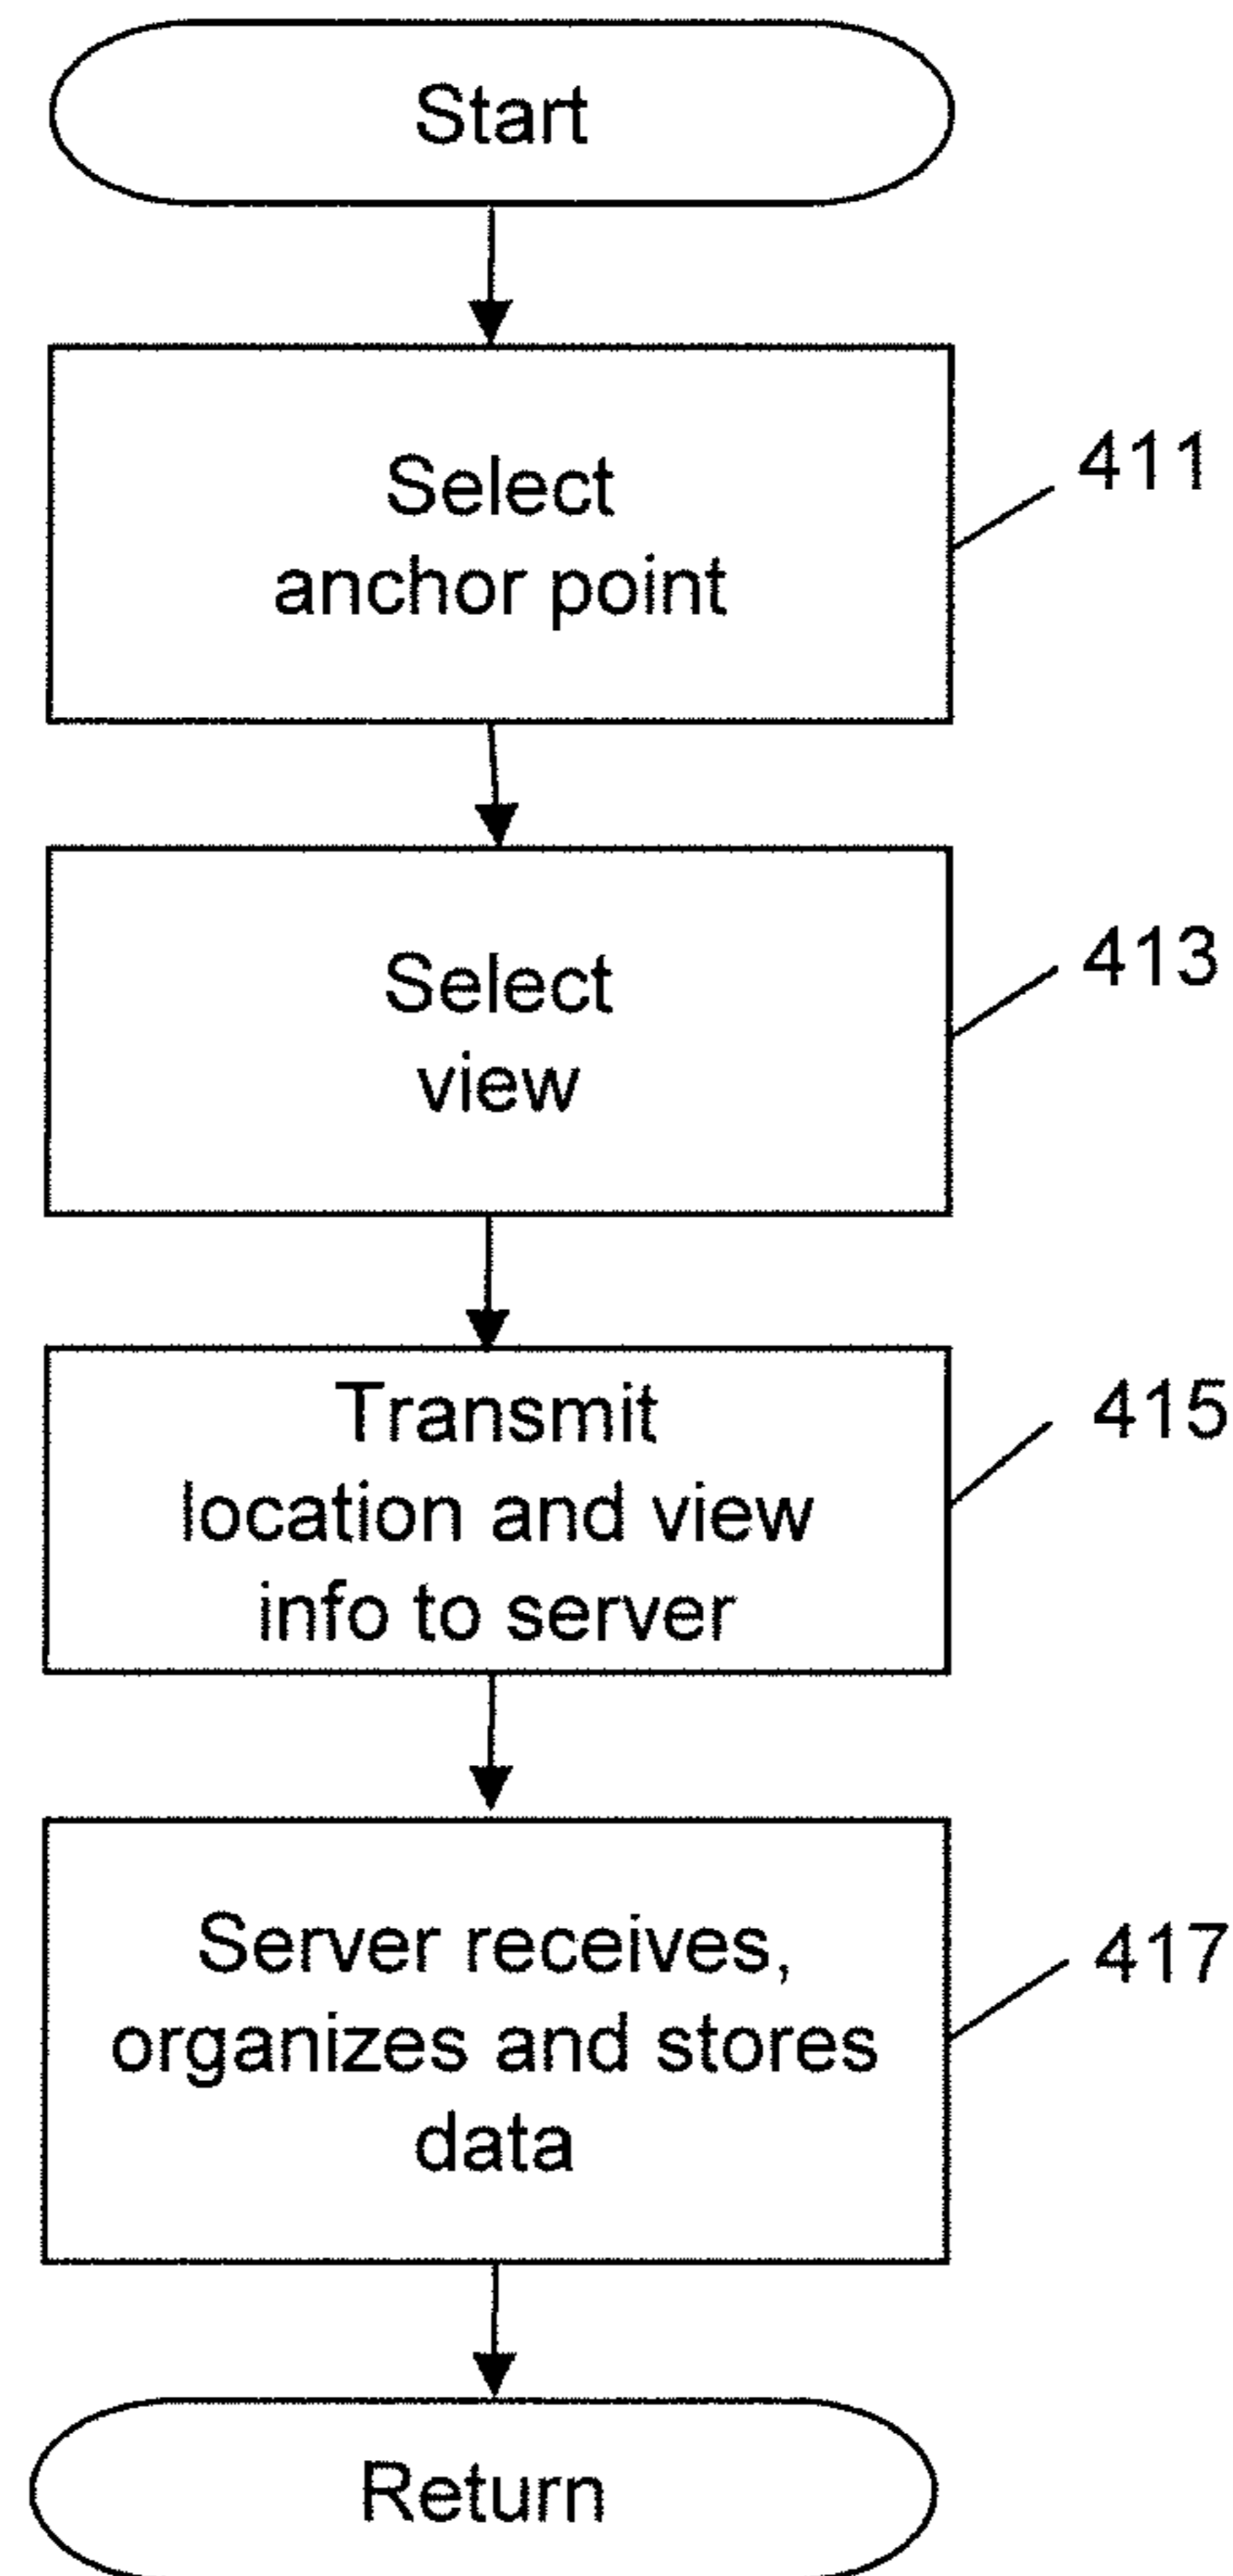 Start
Select
anchor point
411
Select
view
413
Transmit
location and view
info to server
415
Server receives,
organizes and stores
data
417
Return